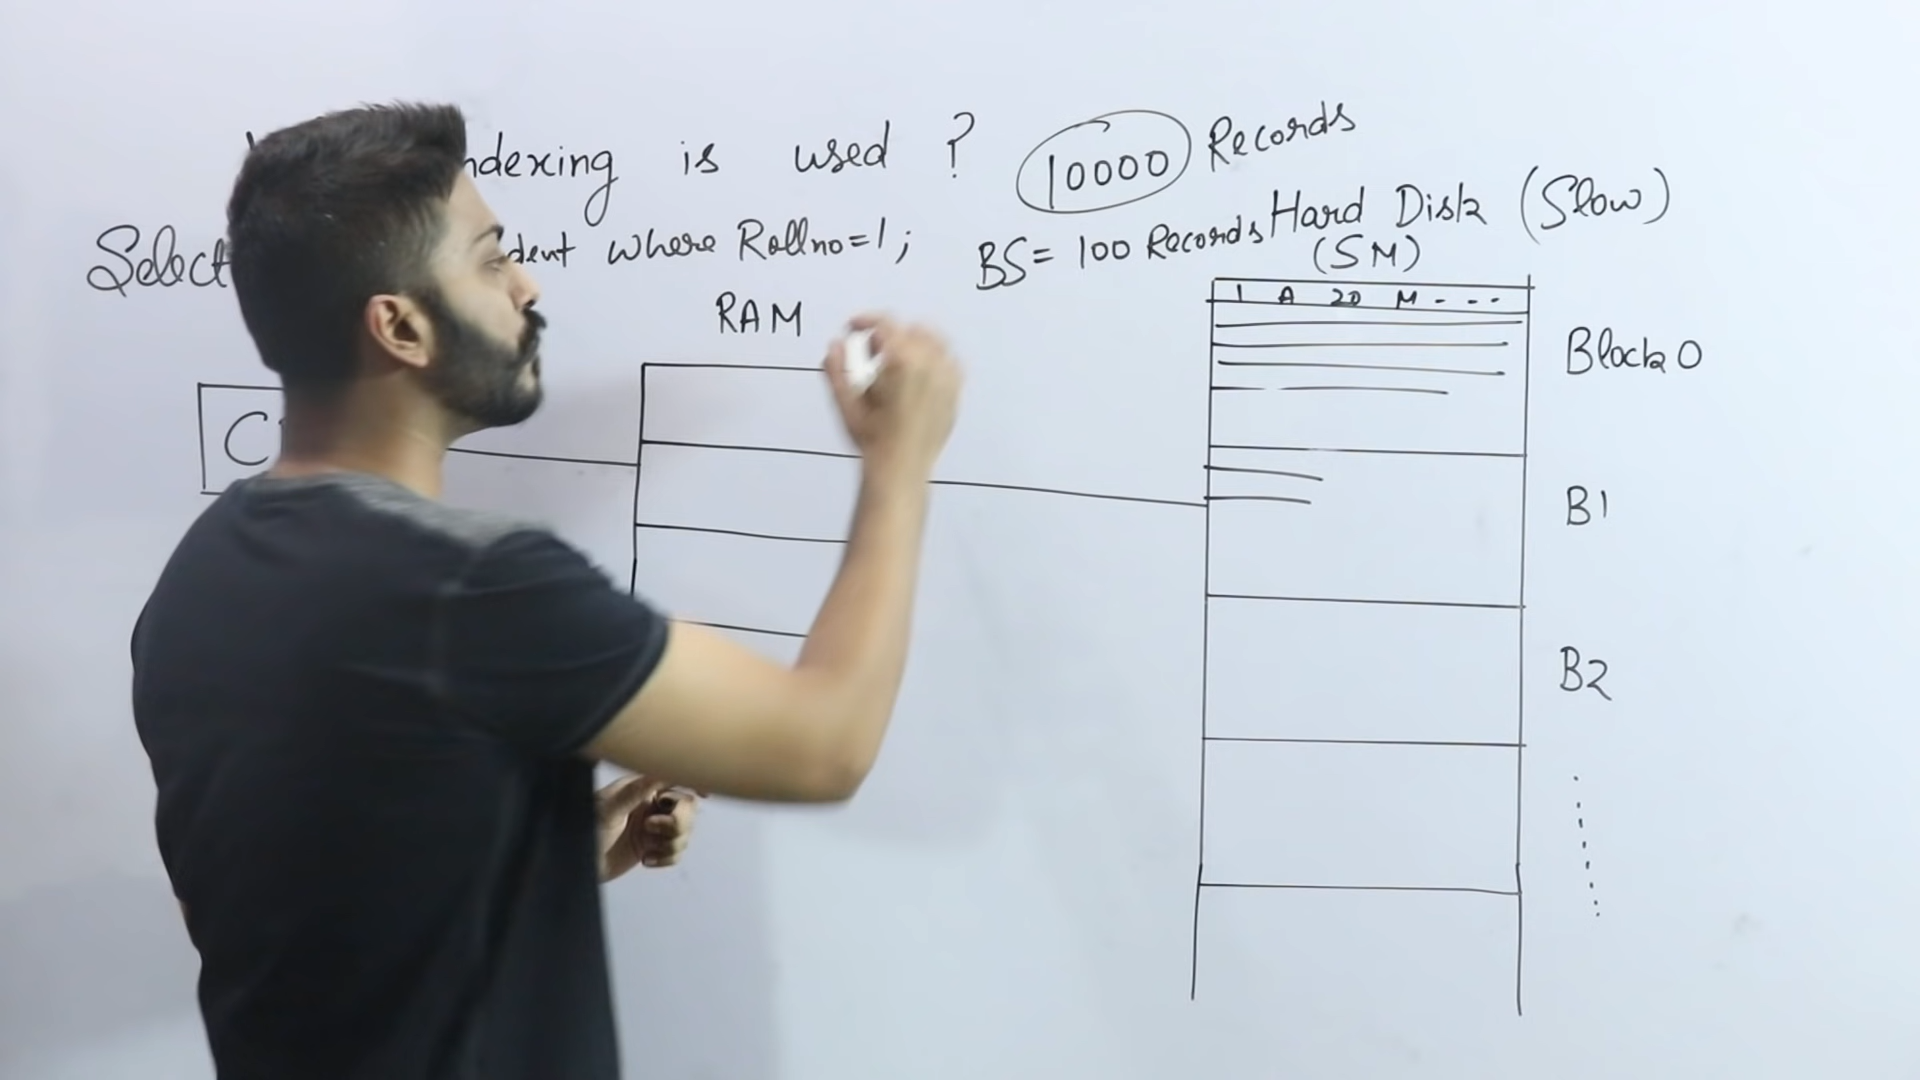 ndexing is used ?
10000 Records
Select dent where Rollno=1;
BS= 100 Records
Hard Disk (Slow)
(SM)
RAM
1 A 20 M - - -
Block 0
C
B1
B2